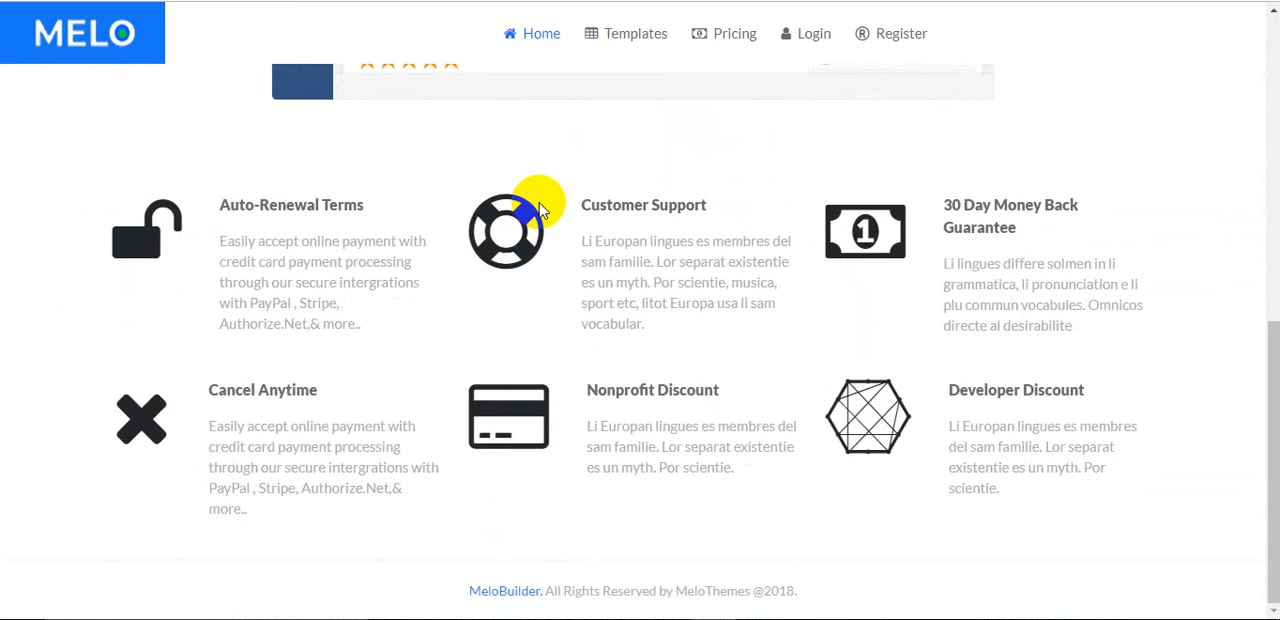 MELO
Home Templates Pricing Login Register
Auto-Renewal Terms
Easily accept online payment with
credit card payment processing
through our secure intergrations
with PayPal , Stripe,
Authorize.Net,& more..
Customer Support
Li Europan lingues es membres del
sam familie. Lor separat existentie
es un myth. Por scientie, musica,
sport etc, litot Europa usa li sam
vocabular.
1
30 Day Money Back
Guarantee
Li lingues differe solmen in li
grammatica, li pronunciation e li
plu commun vocabules. Omnicos
directe al desirabilite
Cancel Anytime
Easily accept online payment with
credit card payment processing
through our secure intergrations with
PayPal , Stripe, Authorize.Net,&
more..
Nonprofit Discount
Li Europan lingues es membres del
sam familie. Lor separat existentie
es un myth. Por scientie.
Developer Discount
Li Europan lingues es membres
del sam familie. Lor separat
existentie es un myth. Por
scientie.
MeloBuilder. All Rights Reserved by MeloThemes @2018.